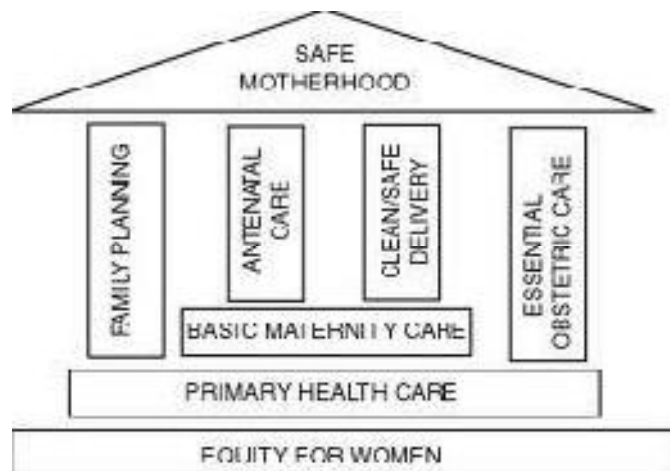 SAFE
MOTHERHOOD
FAMILY PLANNING
ANTENATAL
CARE
CLEAN/SAFE
DELIVERY
ESSENTIAL
OBSTETRIC CARE
BASIC MATERNITY CARE
PRIMARY HEALTH CARE
EQUITY FOR WOMEN